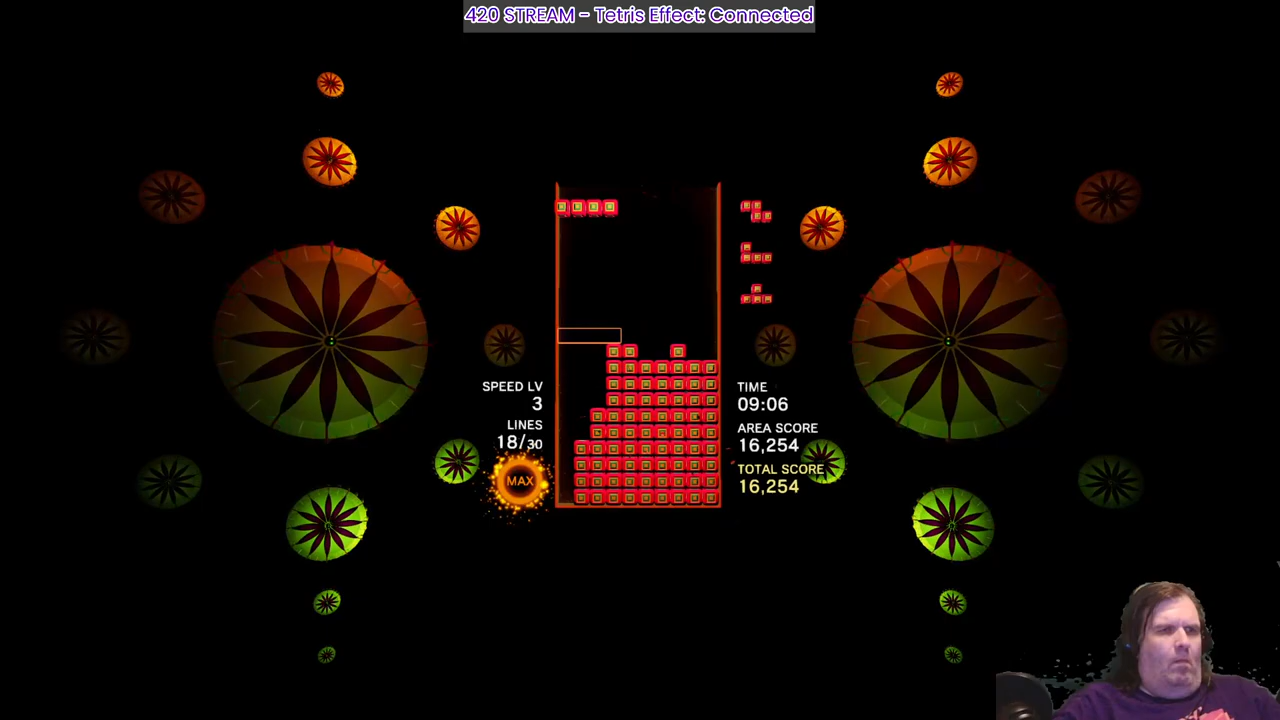 420 STREAM - Tetris Effect: Connected
SPEED LV
3
LINES
18/30
MAX
TIME
09:06
AREA SCORE
16,254
TOTAL SCORE
16,254